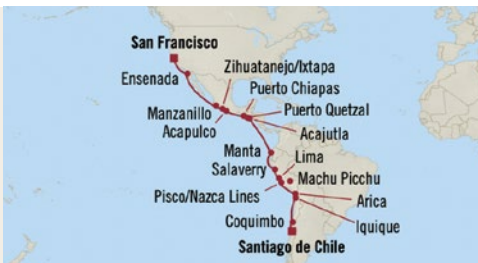 San Francisco
Zihuatanejo/Ixtapa
Ensenada
Puerto Chiapas
Manzanillo
Puerto Quetzal
Acapulco
Acajutla
Manta
Lima
Salaverry
Machu Picchu
Pisco/Nazca Lines
Arica
Coquimbo
Iquique
Santiago de Chile